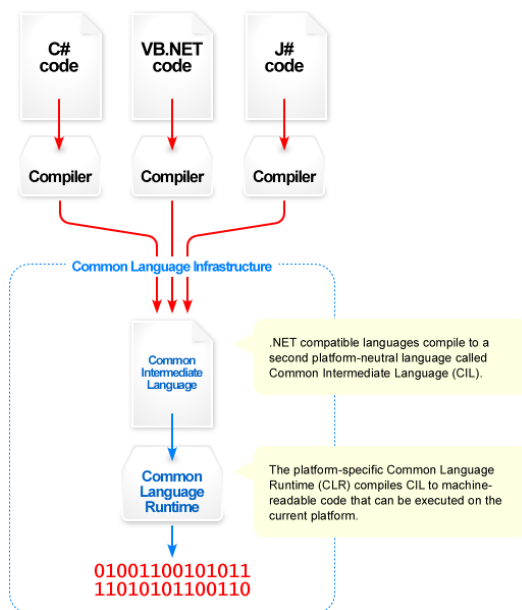 C#
code
VB.NET
code
J#
code
Compiler
Compiler
Compiler
Common Language Infrastructure
Common
Intermediate
Language
.NET compatible languages compile to a
second platform-neutral language called
Common Intermediate Language (CIL).
Common
Language
Runtime
The platform-specific Common Language
Runtime (CLR) compiles CIL to machine-
readable code that can be executed on the
current platform.
01001100101011
11010101100110